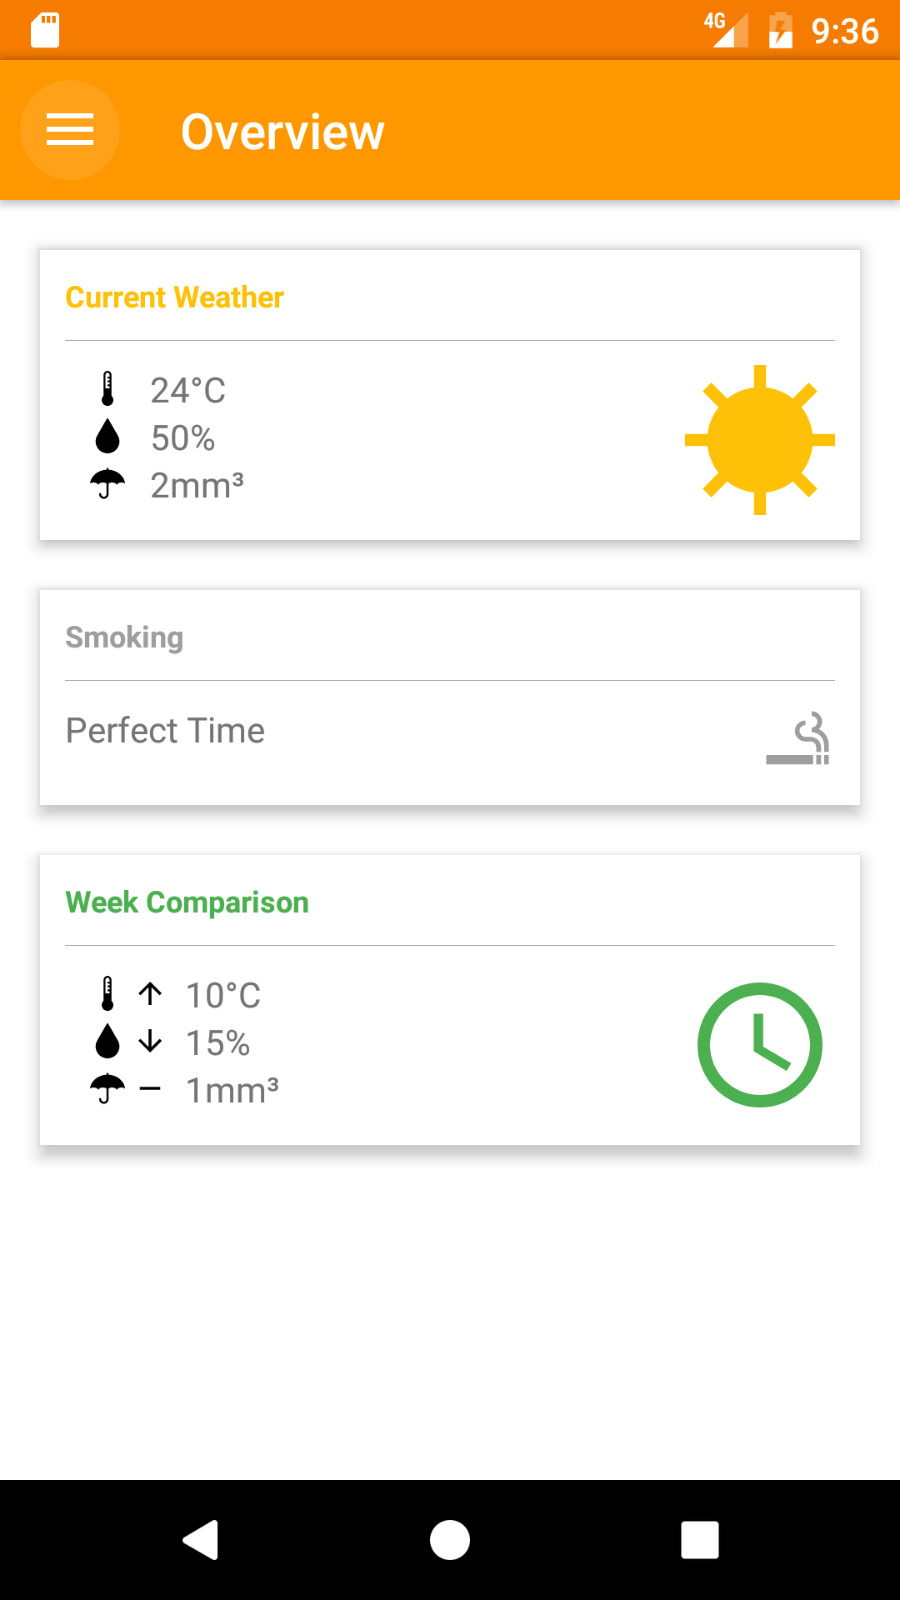 4G 9:36
Overview
Current Weather
24°C
50%
2mm³
Smoking
Perfect Time
Week Comparison
10°C
15%
1mm³